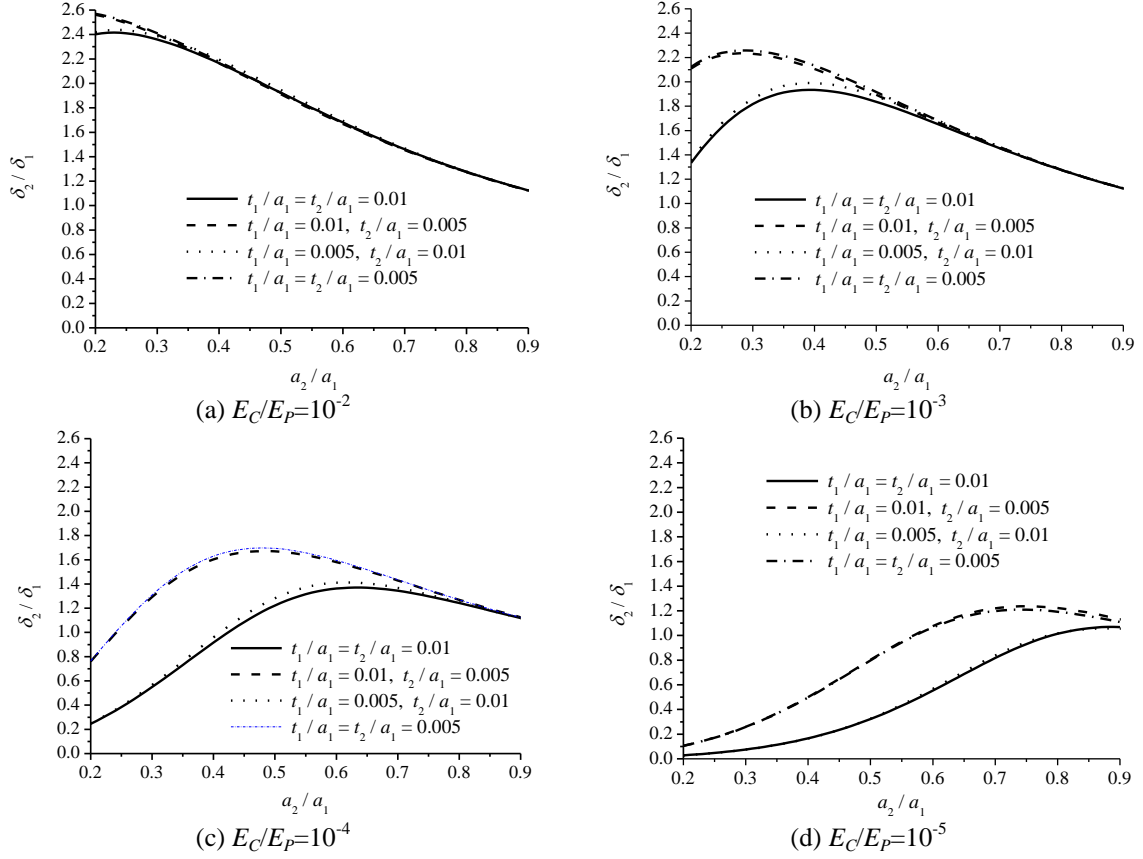 2.6
2.4
2.2
2.0
1.8
1.6
1.4
1.2
1.0
0.8
0.6
0.4
0.2
0.0
δ2 / δ1
t1 / a1 = t2 / a1 = 0.01
t1 / a1 = 0.01, t2 / a1 = 0.005
t1 / a1 = 0.005, t2 / a1 = 0.01
t1 / a1 = t2 / a1 = 0.005
0.2 0.3 0.4 0.5 0.6 0.7 0.8 0.9
a2 / a1
(a) EC/EP=10-2
2.6
2.4
2.2
2.0
1.8
1.6
1.4
1.2
1.0
0.8
0.6
0.4
0.2
0.0
δ2 / δ1
t1 / a1 = t2 / a1 = 0.01
t1 / a1 = 0.01, t2 / a1 = 0.005
t1 / a1 = 0.005, t2 / a1 = 0.01
t1 / a1 = t2 / a1 = 0.005
0.2 0.3 0.4 0.5 0.6 0.7 0.8 0.9
a2 / a1
(b) EC/EP=10-3
2.6
2.4
2.2
2.0
1.8
1.6
1.4
1.2
1.0
0.8
0.6
0.4
0.2
0.0
δ2 / δ1
t1 / a1 = t2 / a1 = 0.01
t1 / a1 = 0.01, t2 / a1 = 0.005
t1 / a1 = 0.005, t2 / a1 = 0.01
t1 / a1 = t2 / a1 = 0.005
0.2 0.3 0.4 0.5 0.6 0.7 0.8 0.9
a2 / a1
(c) EC/EP=10-4
2.6
2.4
2.2
2.0
1.8
1.6
1.4
1.2
1.0
0.8
0.6
0.4
0.2
0.0
δ2 / δ1
t1 / a1 = t2 / a1 = 0.01
t1 / a1 = 0.01, t2 / a1 = 0.005
t1 / a1 = 0.005, t2 / a1 = 0.01
t1 / a1 = t2 / a1 = 0.005
0.2 0.3 0.4 0.5 0.6 0.7 0.8 0.9
a2 / a1
(d) EC/EP=10-5